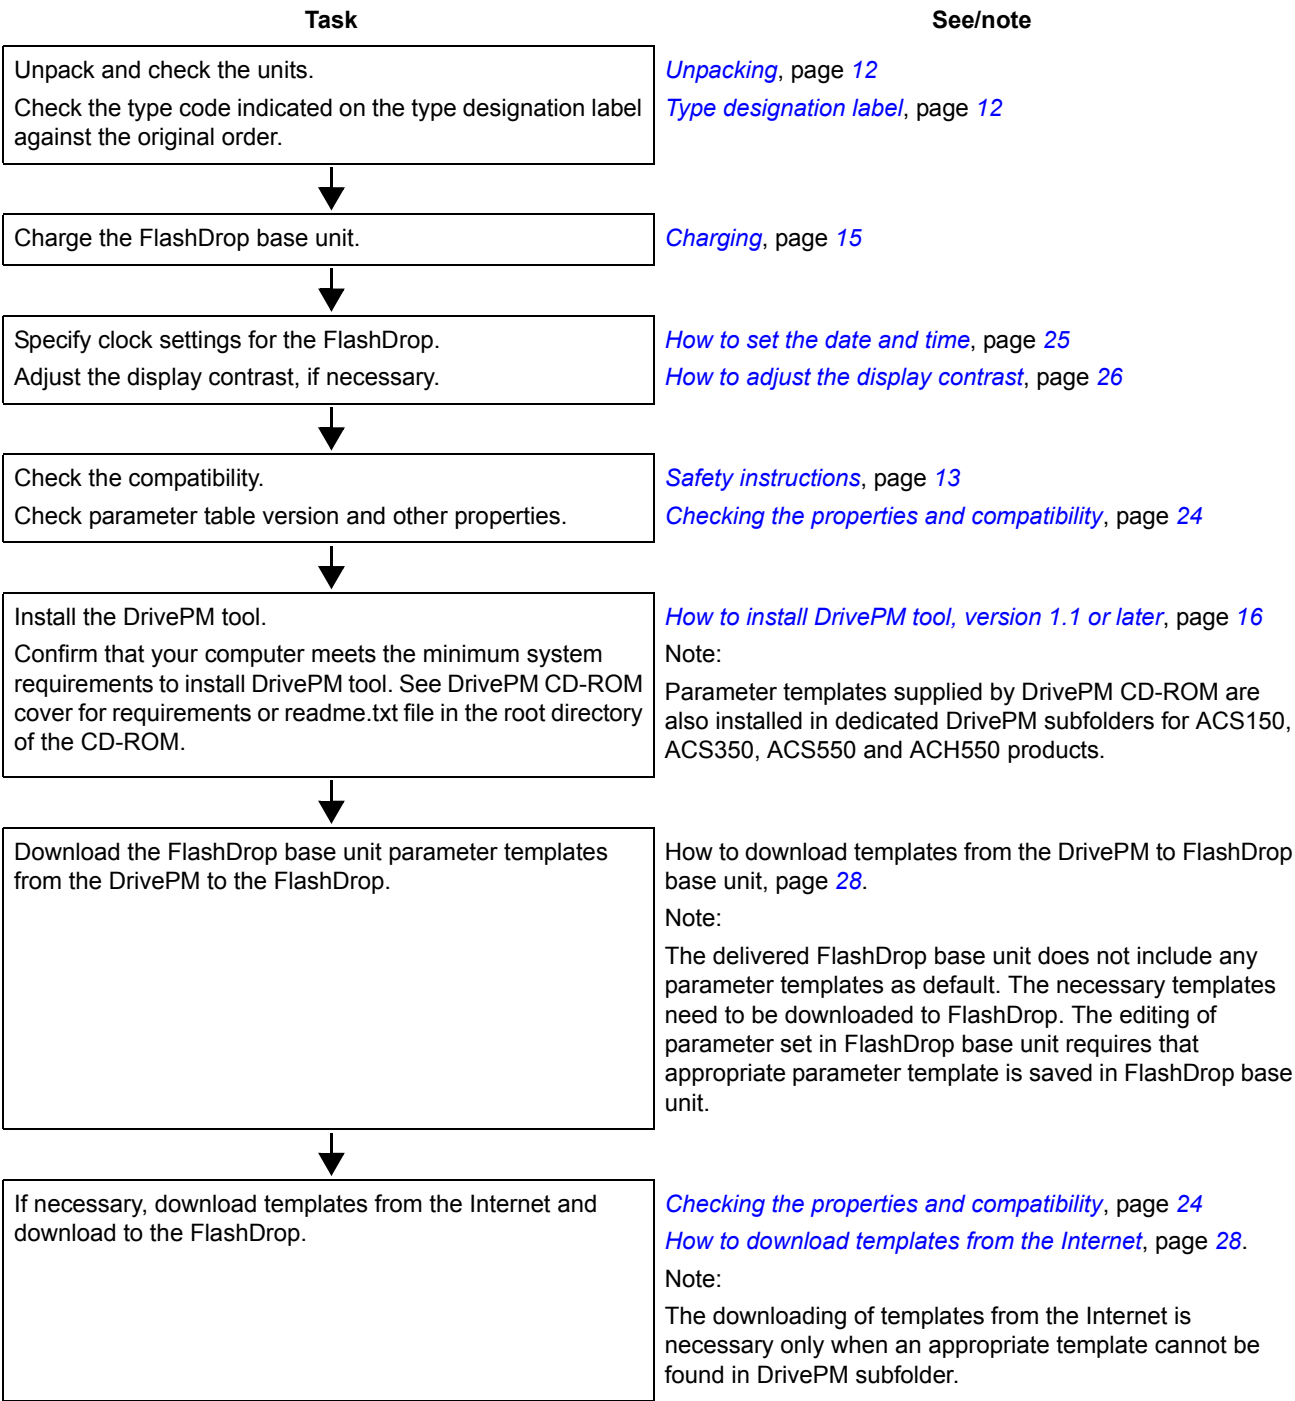 Task
See/note
Unpack and check the units.
Check the type code indicated on the type designation label
against the original order.
Unpacking, page 12
Type designation label, page 12
Charge the FlashDrop base unit.
Charging, page 15
Specify clock settings for the FlashDrop.
Adjust the display contrast, if necessary.
How to set the date and time, page 25
How to adjust the display contrast, page 26
Check the compatibility.
Check parameter table version and other properties.
Safety instructions, page 13
Checking the properties and compatibility, page 24
Install the DrivePM tool.
Confirm that your computer meets the minimum system
requirements to install DrivePM tool. See DrivePM CD-ROM
cover for requirements or readme.txt file in the root directory
of the CD-ROM.
How to install DrivePM tool, version 1.1 or later, page 16
Note:
Parameter templates supplied by DrivePM CD-ROM are
also installed in dedicated DrivePM subfolders for ACS150,
ACS350, ACS550 and ACH550 products.
Download the FlashDrop base unit parameter templates
from the DrivePM to the FlashDrop.
How to download templates from the DrivePM to FlashDrop
base unit, page 28.
Note:
The delivered FlashDrop base unit does not include any
parameter templates as default. The necessary templates
need to be downloaded to FlashDrop. The editing of
parameter set in FlashDrop base unit requires that
appropriate parameter template is saved in FlashDrop base
unit.
If necessary, download templates from the Internet and
download to the FlashDrop.
Checking the properties and compatibility, page 24
How to download templates from the Internet, page 28.
Note:
The downloading of templates from the Internet is
necessary only when an appropriate template cannot be
found in DrivePM subfolder.